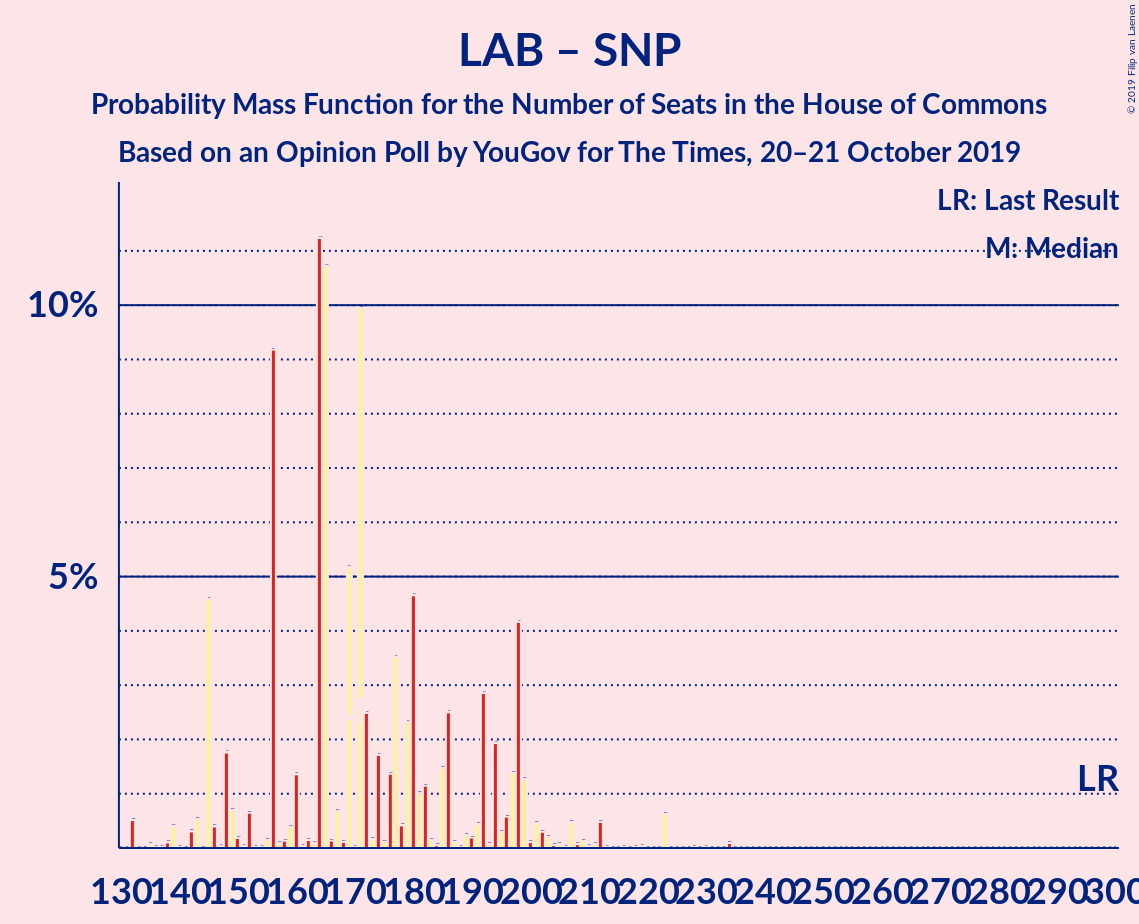 LAB – SNP
Probability Mass Function for the Number of Seats in the House of Commons
Based on an Opinion Poll by YouGov for The Times, 20–21 October 2019
© 2019 Filip van Laenen
LR: Last Result
M: Median
10%
5%
LR
130 140 150 160 170 180 190 200 210 220 230 240 250 260 270 280 290 300